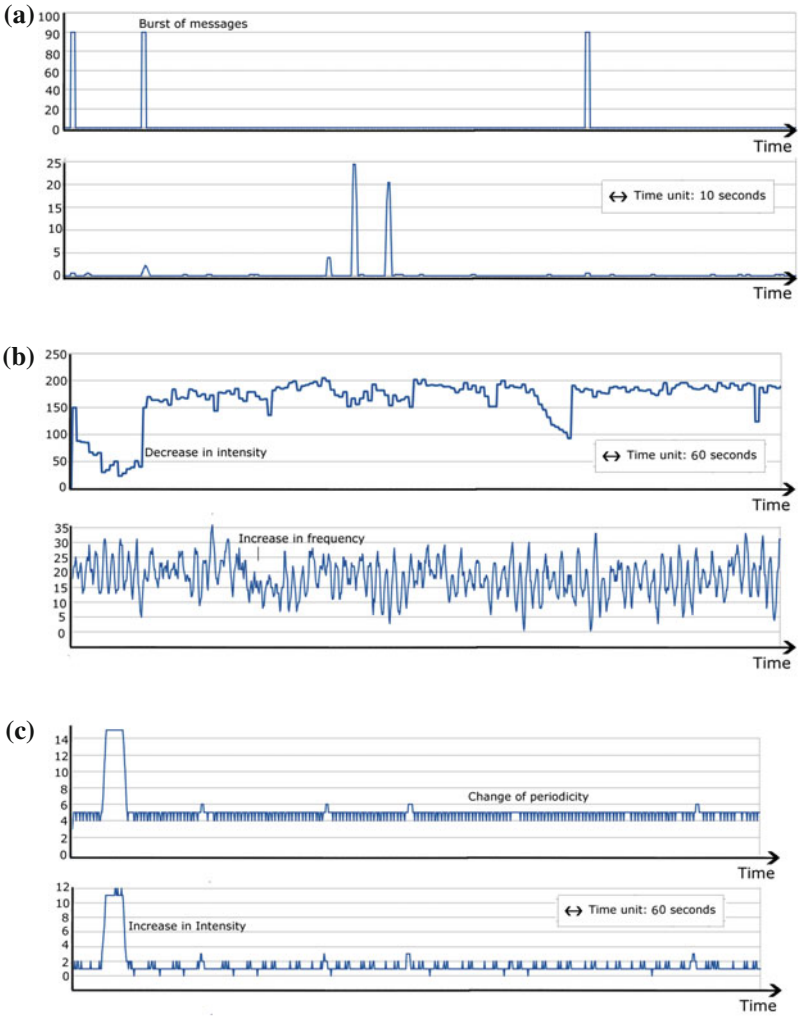 (a)
100
90
80
60
40
20
0
Burst of messages
Time
25
20
15
10
5
0
Time unit: 10 seconds
Time
(b)
250
200
150
100
50
0
Decrease in intensity
Time unit: 60 seconds
Time
35
30
25
20
15
10
5
0
Increase in frequency
Time
(c)
14
12
10
8
6
4
2
0
Change of periodicity
Time
12
10
8
6
4
2
0
Increase in Intensity
Time unit: 60 seconds
Time